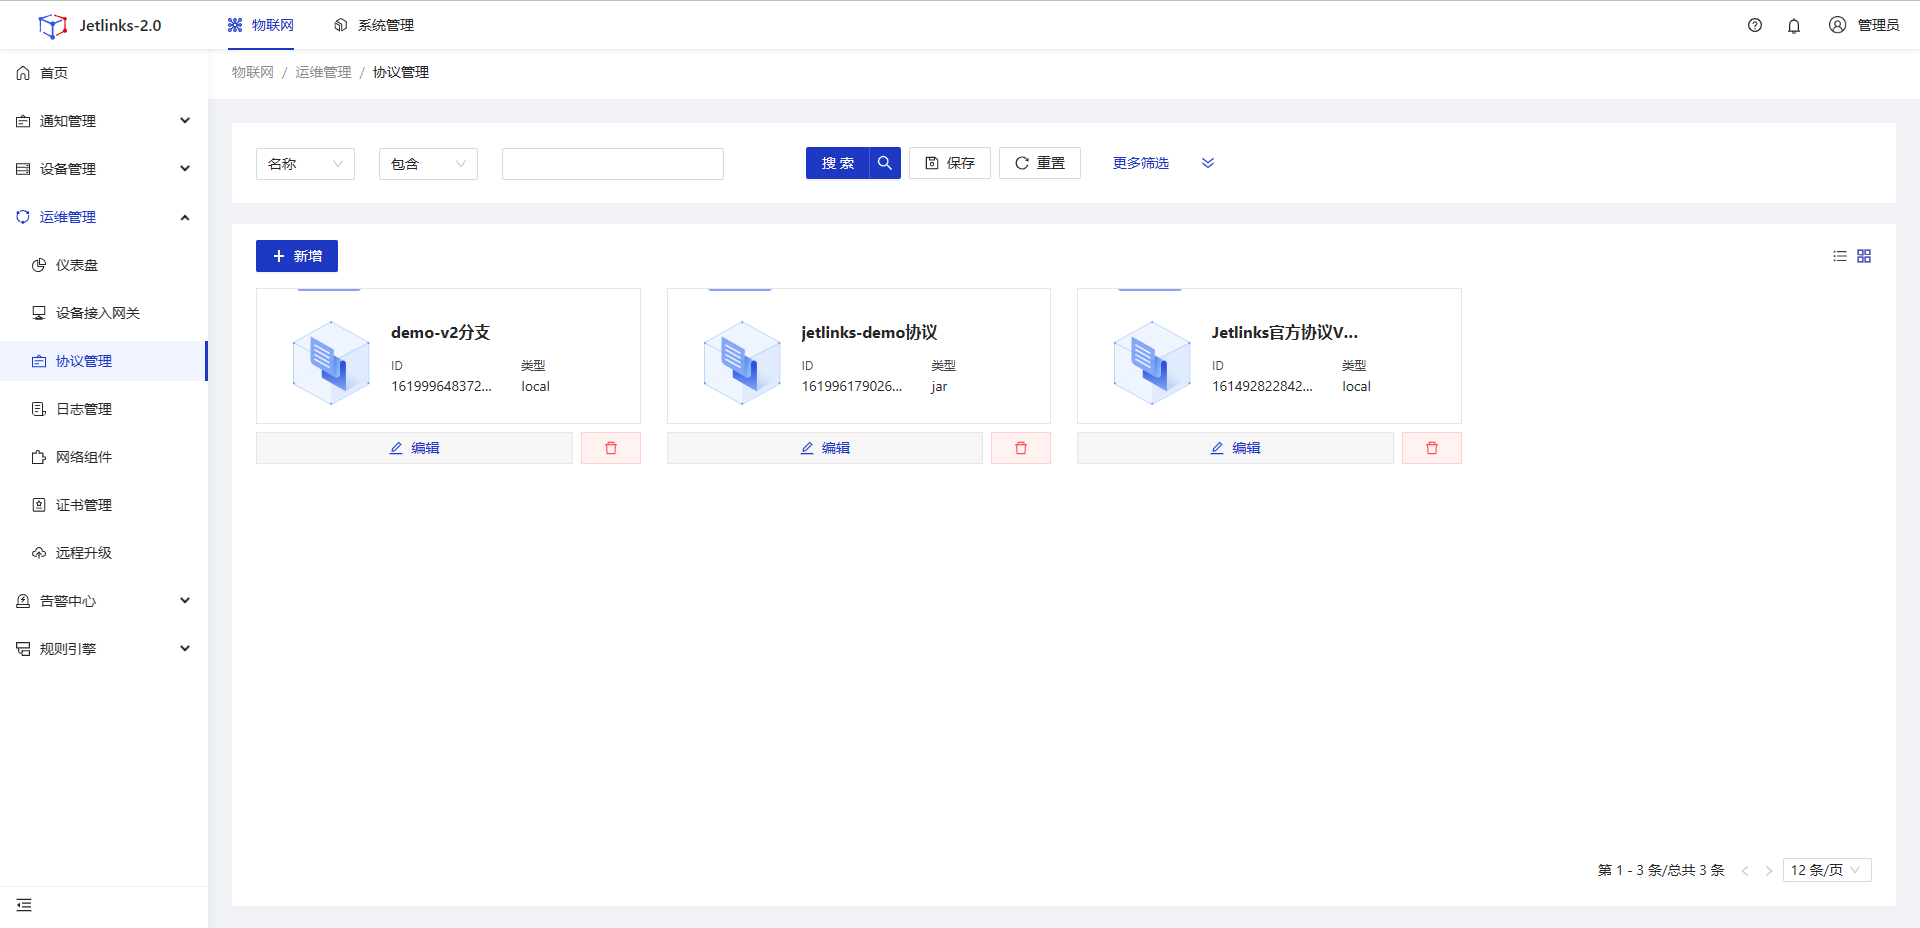 Jetlinks-2.0
物联网
系统管理
管理员
首页
通知管理
设备管理
运维管理
仪表盘
设备接入网关
协议管理
日志管理
网络组件
证书管理
远程升级
告警中心
规则引擎
物联网 / 运维管理 / 协议管理
名称
包含
搜 索
保存
重置
更多筛选
新增
demo-v2分支
ID 类型
161999648372... local
编辑
jetlinks-demo协议
ID 类型
161996179026... jar
编辑
Jetlinks官方协议V...
ID 类型
161492822842... local
编辑
第 1 - 3 条/总共 3 条
12 条/页